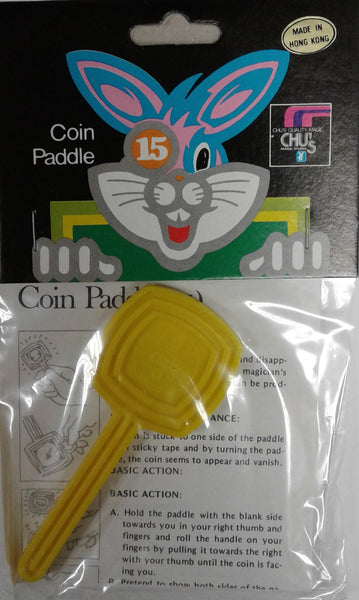 MADE IN
HONG KONG
Coin
Paddle
15
CHUS QUALITY MAGIC
CHU'S
Coin Pad
and disapp-
magician's
n be prod-
ANCE:
is stuck to one side of the paddle
sticky tape and by turning the pad-
e, the coin seems to appear and vanish.
BASIC ACTION:
BASIC ACTION:
A. Hold the paddle with the blank side
towards you in your right thumb and
fingers and roll the handle on your
fingers by pulling it towards the right
with your thumb until the coin is fac-
ing you.
B. Pretend to show both sides of the pa-